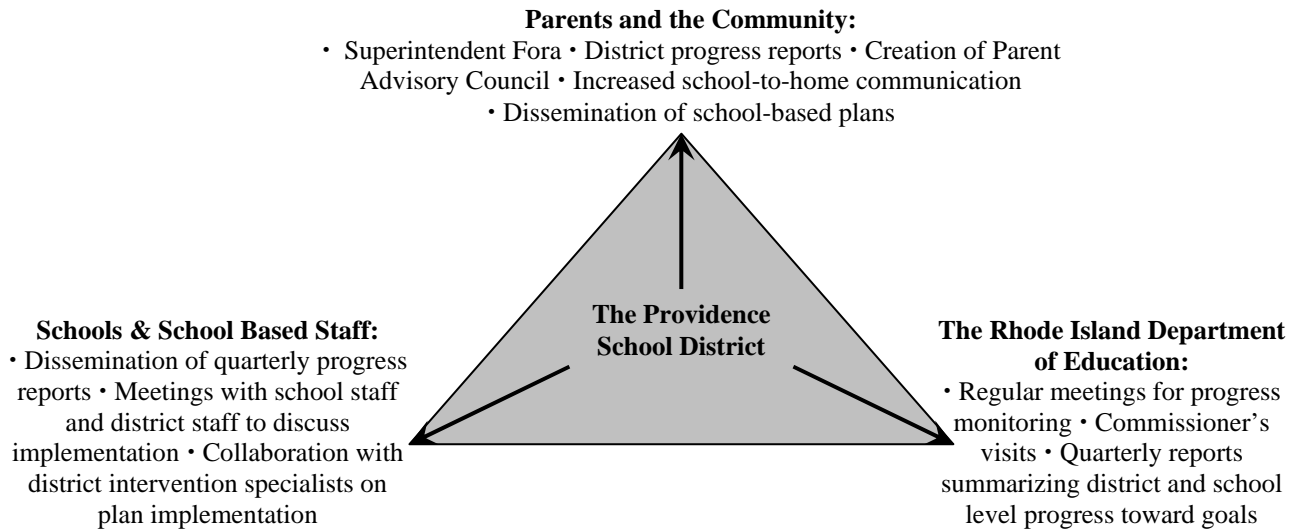 Parents and the Community:
· Superintendent Fora · District progress reports · Creation of Parent
Advisory Council · Increased school-to-home communication
· Dissemination of school-based plans
The Providence
School District
Schools & School Based Staff:
· Dissemination of quarterly progress
reports · Meetings with school staff
and district staff to discuss
implementation · Collaboration with
district intervention specialists on
plan implementation
The Rhode Island Department
of Education:
· Regular meetings for progress
monitoring · Commissioner’s
visits · Quarterly reports
summarizing district and school
level progress toward goals